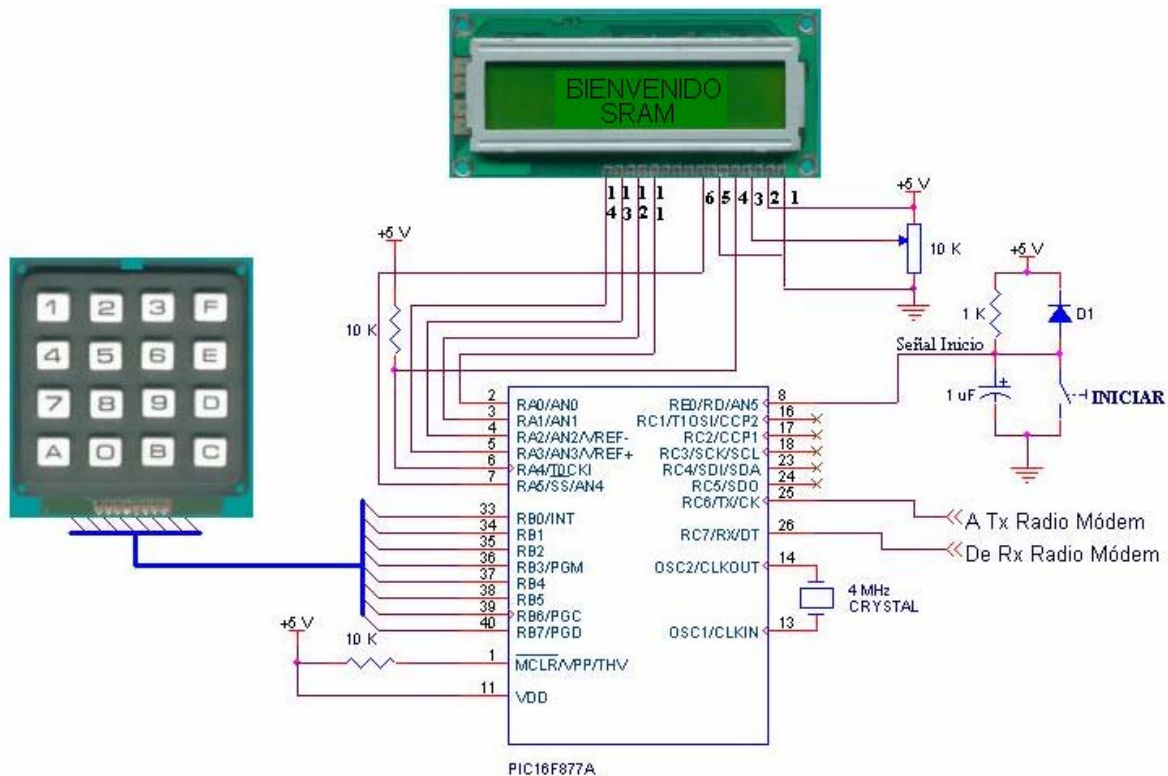 BIENVENIDO
SRAM
1 1 1 1 6 5 4 3 2 1
4 3 2 1
+5 V
10 K
+5 V
1 K
D1
Señal Inicio
1 uF
+
INICIAR
+5 V
10 K
1 2 3 F
4 5 6 E
7 8 9 D
A 0 B C
2 RA0/AN0
3 RA1/AN1
4 RA2/AN2/VREF-
5 RA3/AN3/VREF+
6 RA4/T0CKI
7 RA5/SS/AN4
33 RB0/INT
34 RB1
35 RB2
36 RB3/PGM
37 RB4
38 RB5
39 RB6/PGC
40 RB7/PGD
1 MCLR/VPP/THV
11 VDD
RE0/RD/AN5 8
RC1/T1OSI/CCP2 16
RC2/CCP1 17
RC3/SCK/SCL 18
RC4/SDI/SDA 23
RC5/SDO 24
RC6/TX/CK 25
RC7/RX/DT 26
OSC2/CLKOUT 14
OSC1/CLKIN 13
A Tx Radio Módem
De Rx Radio Módem
4 MHz
CRYSTAL
+5 V
10 K
PIC16F877A